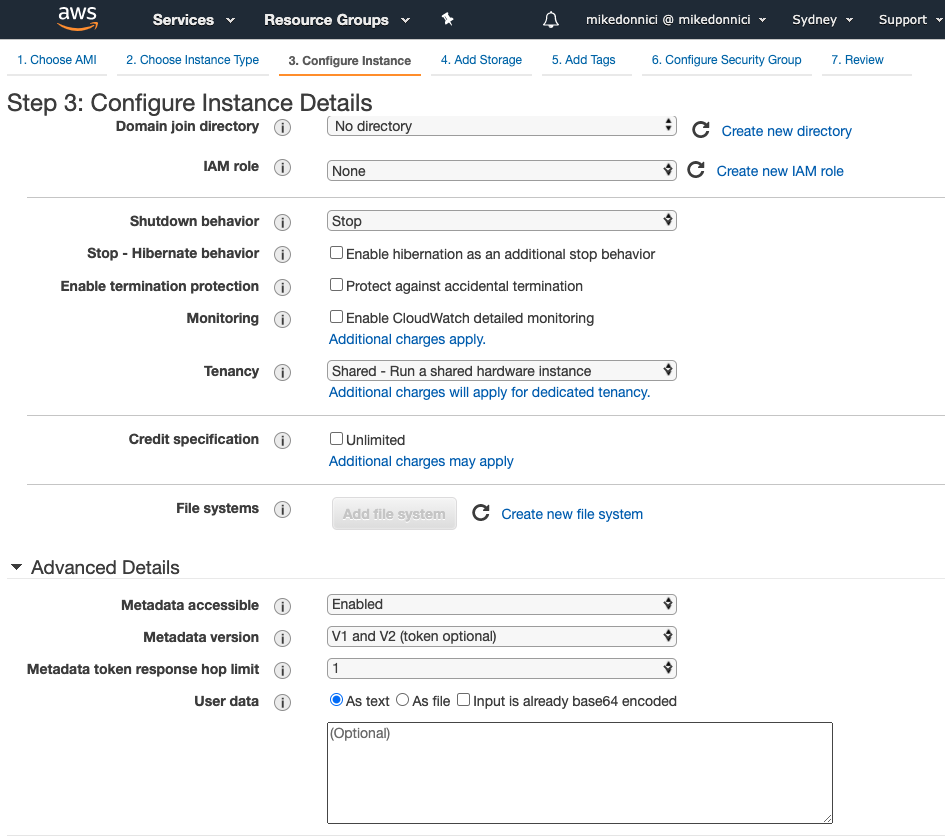 aws Services Resource Groups mikedonnici @ mikedonnici Sydney Support
1. Choose AMI 2. Choose Instance Type 3. Configure Instance 4. Add Storage 5. Add Tags 6. Configure Security Group 7. Review
Step 3: Configure Instance Details
Domain join directory i No directory Create new directory
IAM role i None Create new IAM role
Shutdown behavior i Stop
Stop - Hibernate behavior i Enable hibernation as an additional stop behavior
Enable termination protection i Protect against accidental termination
Monitoring i Enable CloudWatch detailed monitoring
Additional charges apply.
Tenancy i Shared - Run a shared hardware instance
Additional charges will apply for dedicated tenancy.
Credit specification i Unlimited
Additional charges may apply
File systems i Add file system Create new file system
Advanced Details
Metadata accessible i Enabled
Metadata version i V1 and V2 (token optional)
Metadata token response hop limit i 1
User data i As text As file Input is already base64 encoded
(Optional)